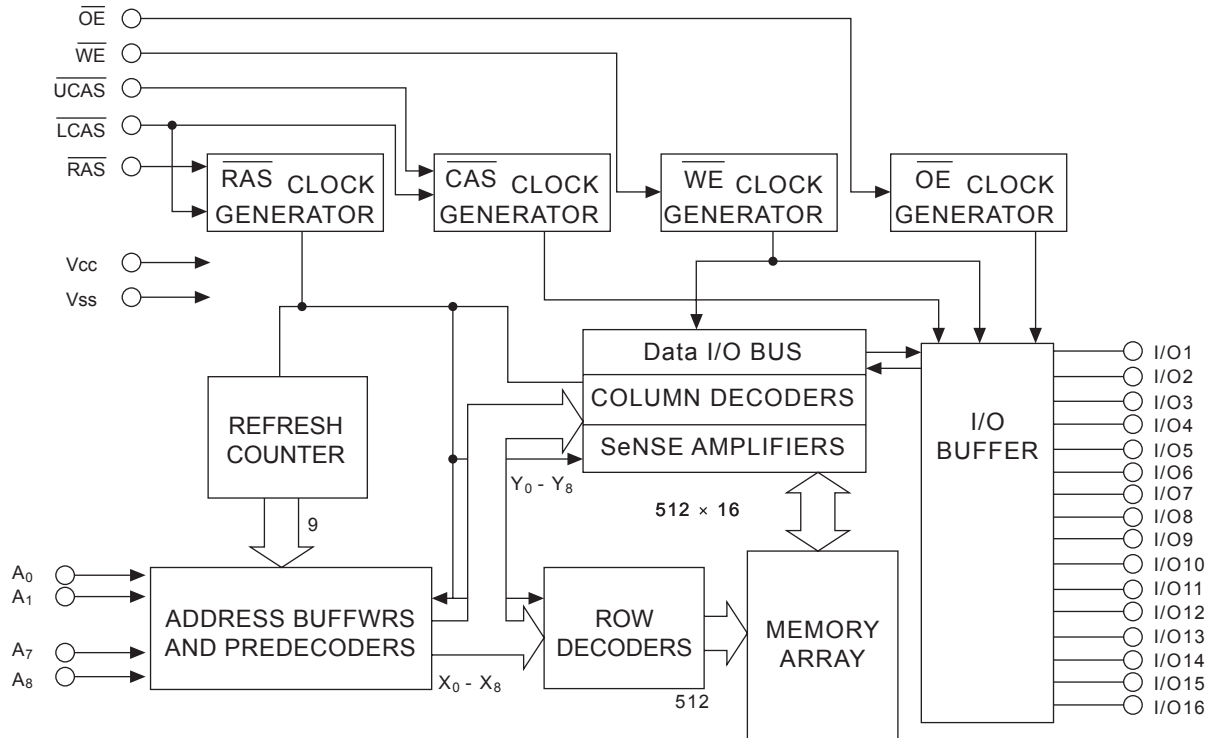 OE
WE
UCAS
LCAS
RAS
Vcc
Vss
RAS CLOCK
GENERATOR
CAS CLOCK
GENERATOR
WE CLOCK
GENERATOR
OE CLOCK
GENERATOR
REFRESH
COUNTER
9
Data I/O BUS
COLUMN DECODERS
SeNSE AMPLIFIERS
Y0 - Y8
512 × 16
I/O
BUFFER
I/O1
I/O2
I/O3
I/O4
I/O5
I/O6
I/O7
I/O8
I/O9
I/O10
I/O11
I/O12
I/O13
I/O14
I/O15
I/O16
A0
A1
A7
A8
ADDRESS BUFFWRS
AND PREDECODERS
X0 - X8
ROW
DECODERS
512
MEMORY
ARRAY